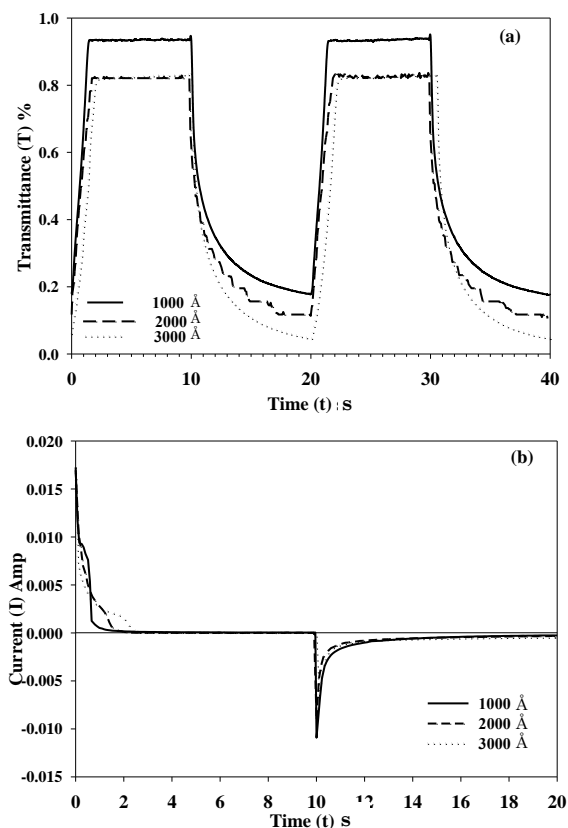 (a)
Transmittance (T) %
1.0
0.8
0.6
0.4
0.2
0.0
1000 Å
2000 Å
3000 Å
0 10 20 30 40
Time (t) : s
(b)
Current (I) Amp
0.020
0.015
0.010
0.005
0.000
-0.005
-0.010
-0.015
1000 Å
2000 Å
3000 Å
0 2 4 6 8 10 12 14 16 18 20
Time (t) s